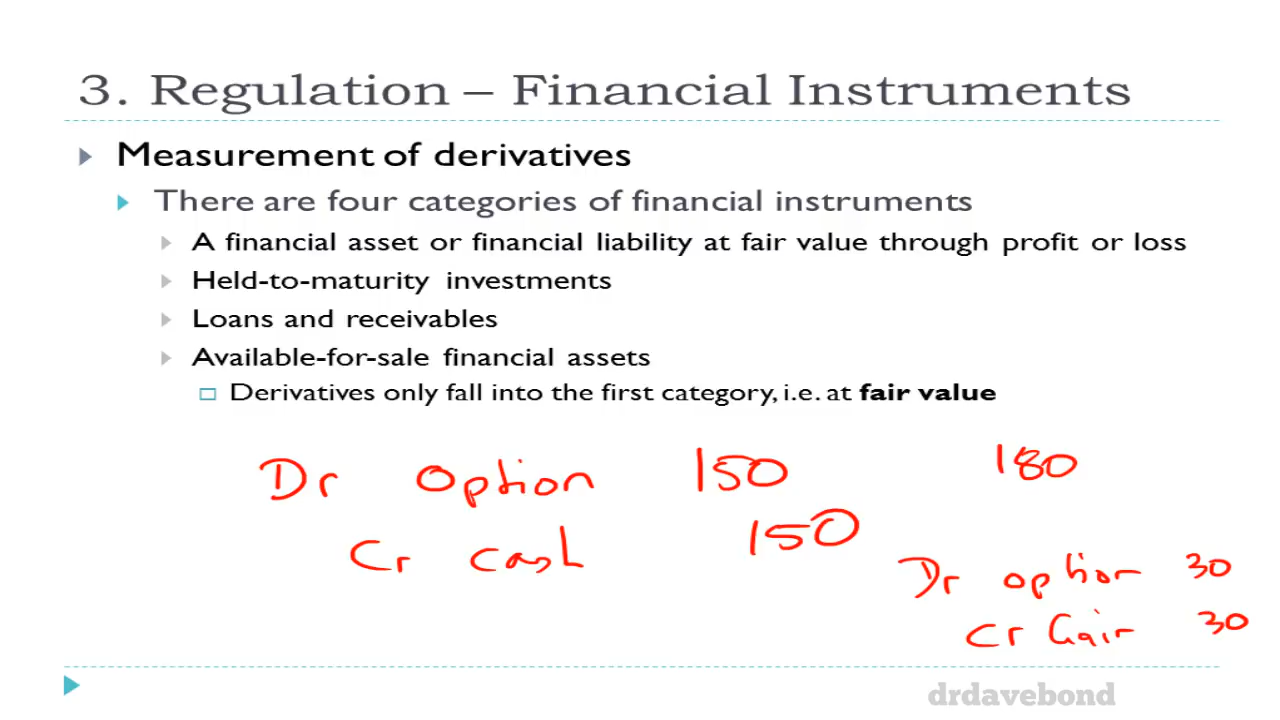 3. Regulation – Financial Instruments
Measurement of derivatives
There are four categories of financial instruments
A financial asset or financial liability at fair value through profit or loss
Held-to-maturity investments
Loans and receivables
Available-for-sale financial assets
Derivatives only fall into the first category, i.e. at fair value
Dr Option 150
180
Cr cash 150
Dr option 30
Cr Gain 30
drdavebond